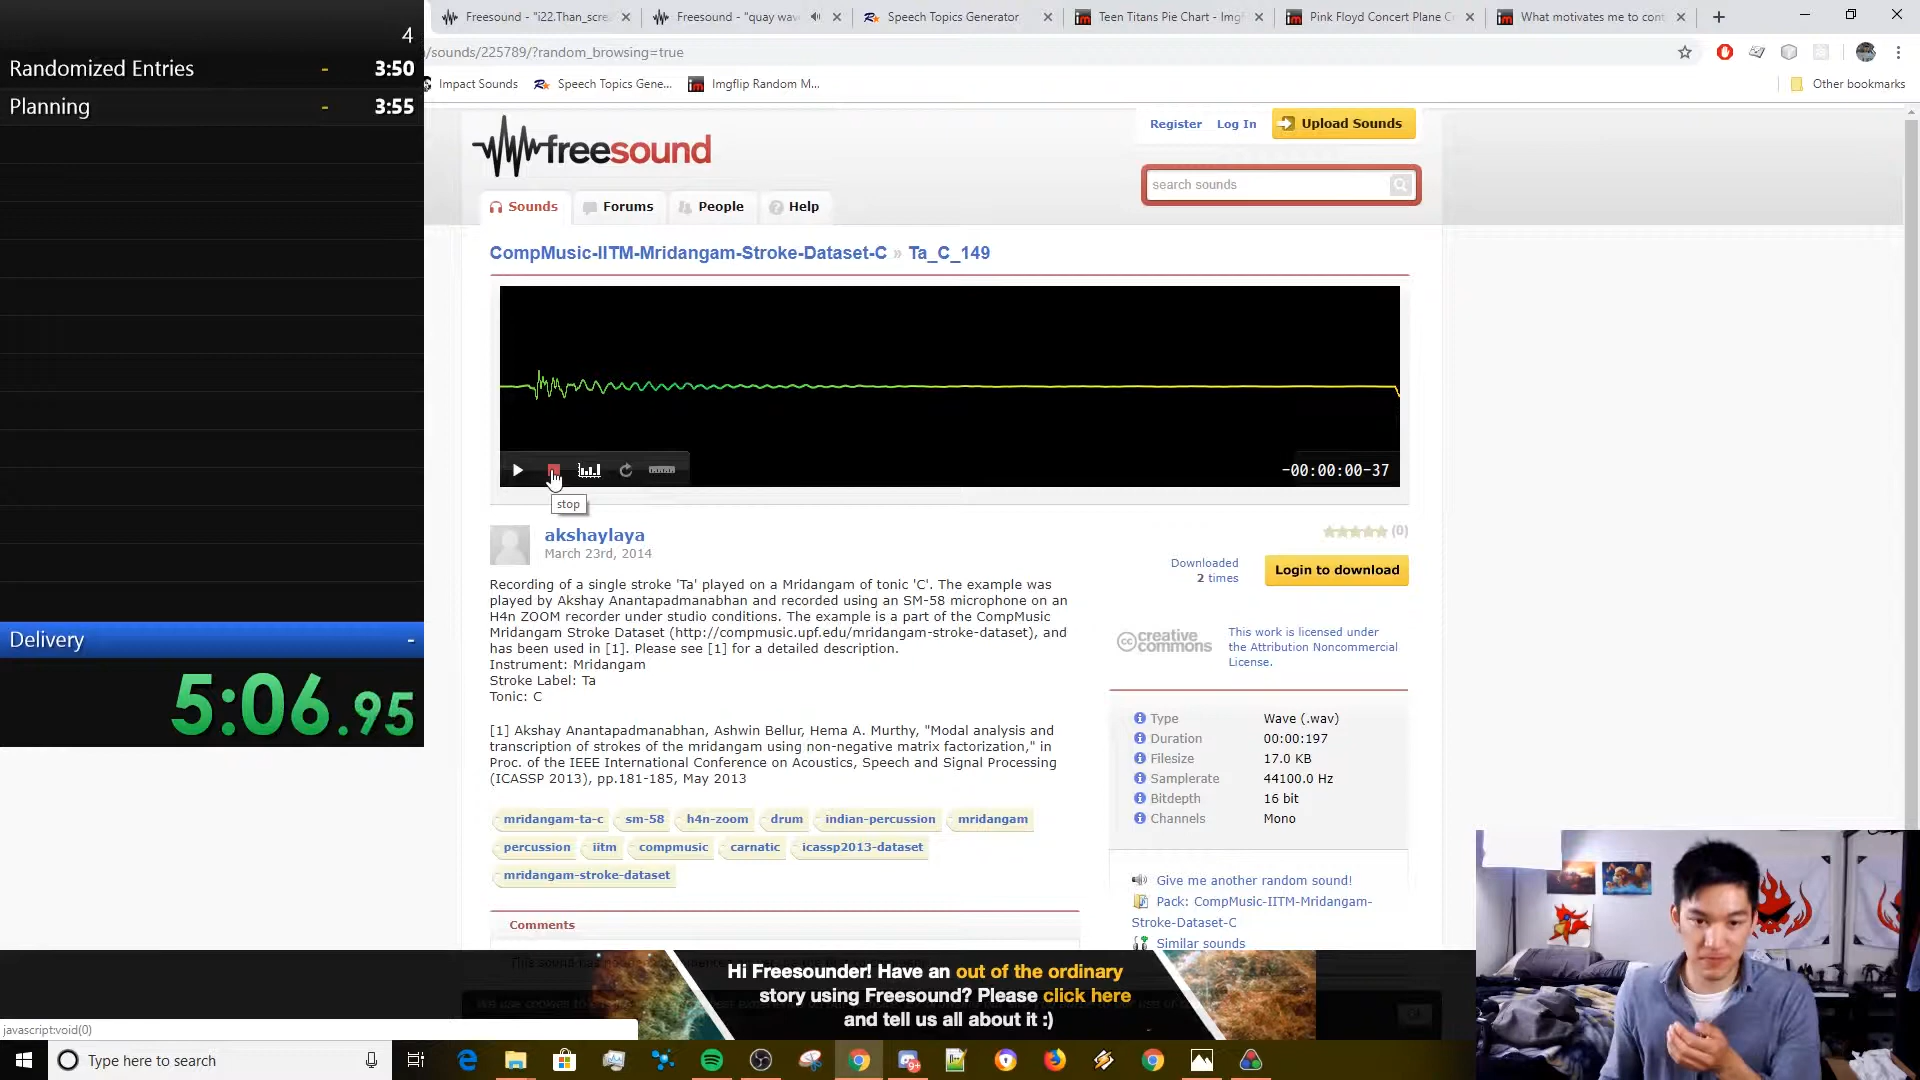 4
Randomized Entries - 3:50
Planning - 3:55
Delivery -
5:06.95
Freesound - "i22.Than_scre
Freesound - "quay wav
Speech Topics Generator
Teen Titans Pie Chart - Imgf
Pink Floyd Concert Plane C
What motivates me to cont
/sounds/225789/?random_browsing=true
Impact Sounds
Speech Topics Gene...
Imgflip Random M...
Other bookmarks
freesound
Register
Log In
Upload Sounds
search sounds
Sounds
Forums
People
Help
CompMusic-IITM-Mridangam-Stroke-Dataset-C » Ta_C_149
-00:00:00-37
stop
akshaylaya
March 23rd, 2014
(0)
Downloaded
2 times
Login to download
Recording of a single stroke 'Ta' played on a Mridangam of tonic 'C'. The example was
played by Akshay Anantapadmanabhan and recorded using an SM-58 microphone on an
H4n ZOOM recorder under studio conditions. The example is a part of the CompMusic
Mridangam Stroke Dataset (http://compmusic.upf.edu/mridangam-stroke-dataset), and
has been used in [1]. Please see [1] for a detailed description.
Instrument: Mridangam
Stroke Label: Ta
Tonic: C
[1] Akshay Anantapadmanabhan, Ashwin Bellur, Hema A. Murthy, "Modal analysis and
transcription of strokes of the mridangam using non-negative matrix factorization," in
Proc. of the IEEE International Conference on Acoustics, Speech and Signal Processing
(ICASSP 2013), pp.181-185, May 2013
cc creative commons
This work is licensed under
the Attribution Noncommercial
License.
Type Wave (.wav)
Duration 00:00:197
Filesize 17.0 KB
Samplerate 44100.0 Hz
Bitdepth 16 bit
Channels Mono
mridangam-ta-c sm-58 h4n-zoom drum indian-percussion mridangam
percussion iitm compmusic carnatic icassp2013-dataset
mridangam-stroke-dataset
Give me another random sound!
Pack: CompMusic-IITM-Mridangam-
Stroke-Dataset-C
Similar sounds
Comments
Hi Freesounder! Have an out of the ordinary
story using Freesound? Please click here
and tell us all about it :)
javascript:void(0)
Type here to search